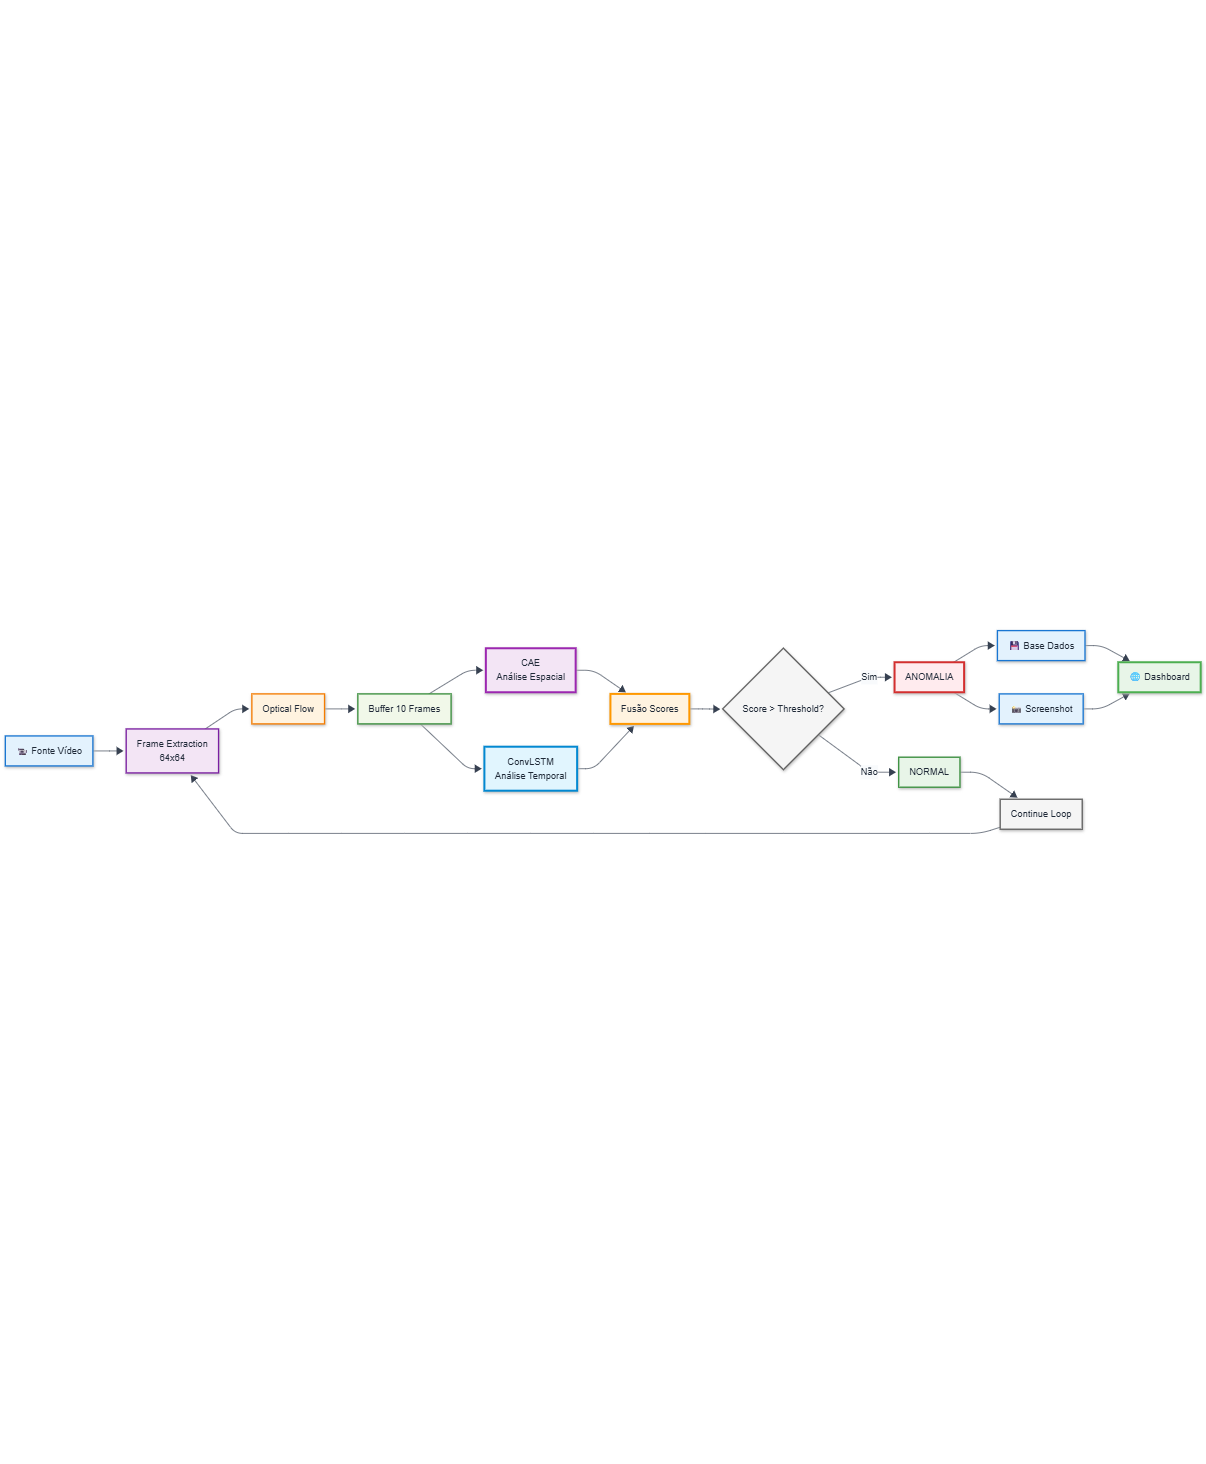 Fonte Vídeo
Frame Extraction
64x64
Optical Flow
Buffer 10 Frames
CAE
Análise Espacial
ConvLSTM
Análise Temporal
Fusão Scores
Score > Threshold?
Sim
Não
ANOMALIA
NORMAL
Base Dados
Screenshot
Continue Loop
Dashboard